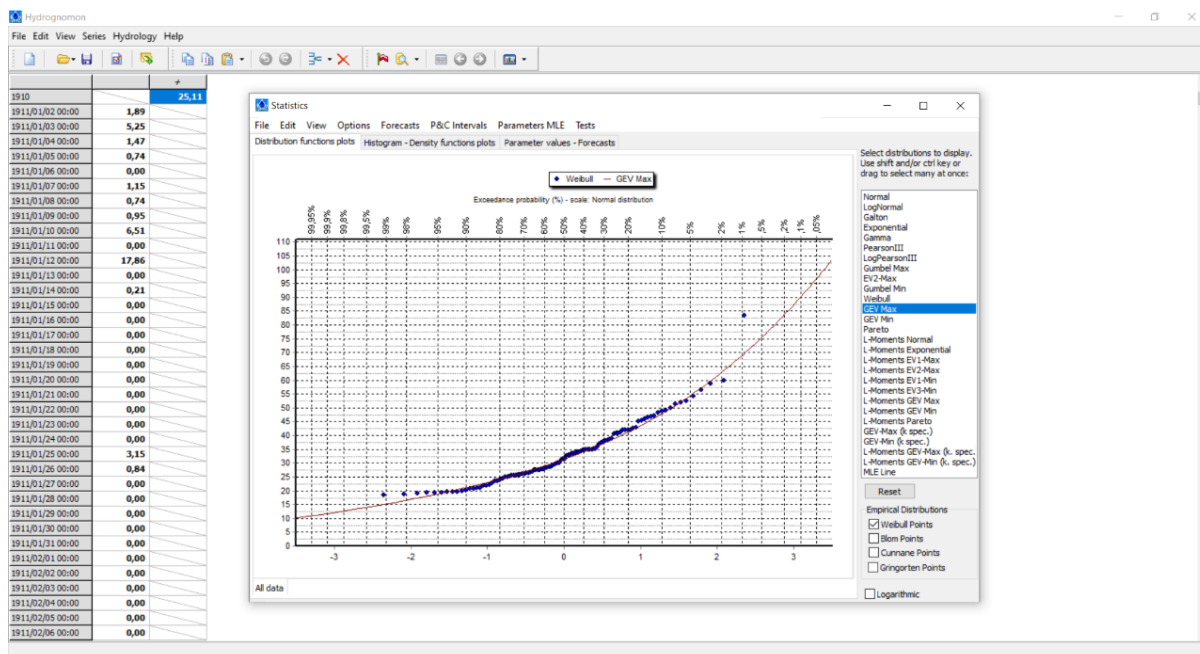 Hydrognomon
File Edit View Series Hydrology Help
+
1910 25,11
1911/01/02 00:00 1,89
1911/01/03 00:00 5,25
1911/01/04 00:00 1,47
1911/01/05 00:00 0,74
1911/01/06 00:00 0,00
1911/01/07 00:00 1,15
1911/01/08 00:00 0,74
1911/01/09 00:00 0,95
1911/01/10 00:00 6,51
1911/01/11 00:00 0,00
1911/01/12 00:00 17,86
1911/01/13 00:00 0,00
1911/01/14 00:00 0,21
1911/01/15 00:00 0,00
1911/01/16 00:00 0,00
1911/01/17 00:00 0,00
1911/01/18 00:00 0,00
1911/01/19 00:00 0,00
1911/01/20 00:00 0,00
1911/01/21 00:00 0,00
1911/01/22 00:00 0,00
1911/01/23 00:00 0,00
1911/01/24 00:00 0,00
1911/01/25 00:00 3,15
1911/01/26 00:00 0,84
1911/01/27 00:00 0,00
1911/01/28 00:00 0,00
1911/01/29 00:00 0,00
1911/01/30 00:00 0,00
1911/01/31 00:00 0,00
1911/02/01 00:00 0,00
1911/02/02 00:00 0,00
1911/02/03 00:00 0,00
1911/02/04 00:00 0,00
1911/02/05 00:00 0,00
1911/02/06 00:00 0,00
Statistics
File Edit View Options Forecasts P&C Intervals Parameters MLE Tests
Distribution functions plots Histogram - Density functions plots Parameter values - Forecasts
Weibull GEV Max
Exceedance probability (%) - scale: Normal distribution
99,95% 99,9% 99,8% 99,5% 99% 98% 95% 90% 80% 70% 60% 50% 40% 30% 20% 10% 5% 2% 1% ,5% ,2% ,1% ,05%
110
105
100
95
90
85
80
75
70
65
60
55
50
45
40
35
30
25
20
15
10
5
0
-3 -2 -1 0 1 2 3
All data
Select distributions to display.
Use shift and/or ctrl key or
drag to select many at once:
Normal
LogNormal
Galton
Exponential
Gamma
PearsonIII
LogPearsonIII
Gumbel Max
EV2-Max
Gumbel Min
Weibull
GEV Max
GEV Min
Pareto
L-Moments Normal
L-Moments Exponential
L-Moments EV1-Max
L-Moments EV2-Max
L-Moments EV1-Min
L-Moments EV3-Min
L-Moments GEV Max
L-Moments GEV Min
L-Moments Pareto
GEV-Max (k spec.)
GEV-Min (k spec.)
L-Moments GEV-Max (k. spec.
L-Moments GEV-Min (k. spec.)
MLE Line
Reset
Empirical Distributions
Weibull Points
Blom Points
Cunnane Points
Gringorten Points
Logarithmic